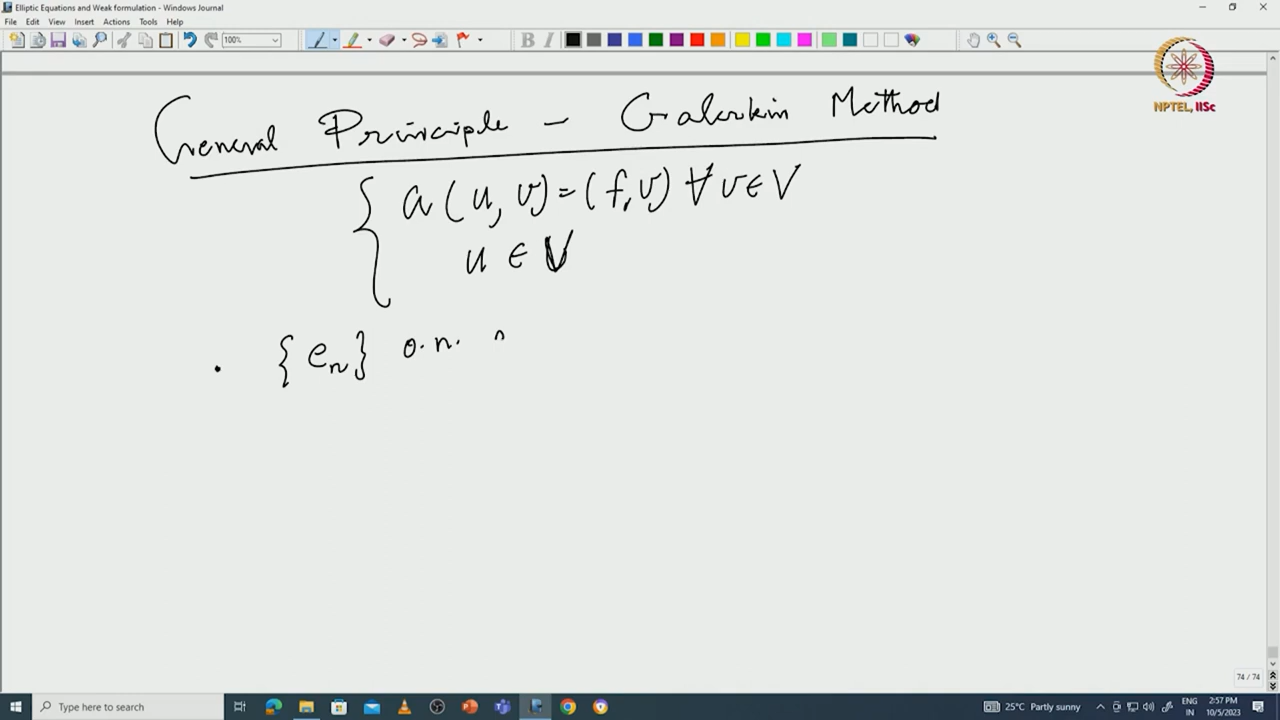 Elliptic Equations and Weak formulation - Windows Journal
File Edit View Insert Actions Tools Help
100%
B I
NPTEL, IISc
General Principle - Galerkin Method
{ a(u, v) = (f, v) ∀ v ∈ V
u ∈ V
. {e_n} o.n.
74 / 74
Type here to search
25°C Partly sunny
ENG
IN
2:57 PM
10/5/2023